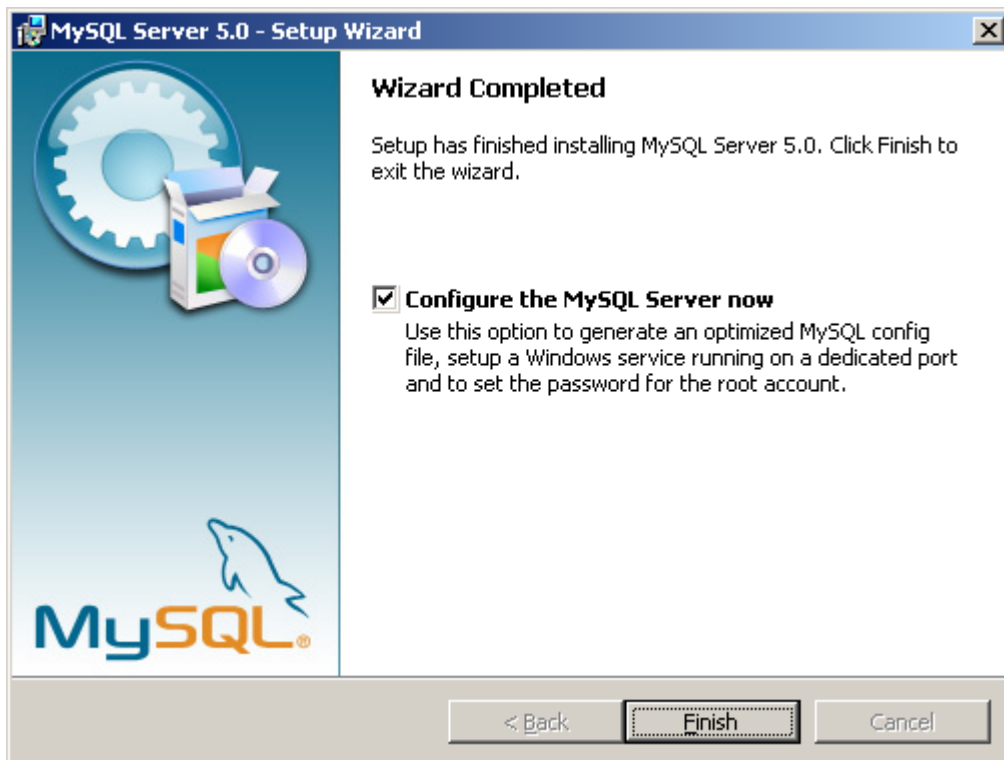 MySQL Server 5.0 - Setup Wizard
Wizard Completed
Setup has finished installing MySQL Server 5.0. Click Finish to
exit the wizard.
Configure the MySQL Server now
Use this option to generate an optimized MySQL config
file, setup a Windows service running on a dedicated port
and to set the password for the root account.
MySQL®
< Back
Finish
Cancel